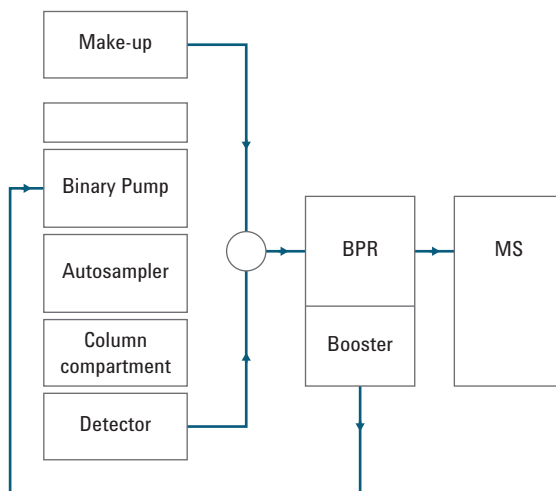 Make-up
Binary Pump
Autosampler
Column
compartment
Detector
BPR
Booster
MS